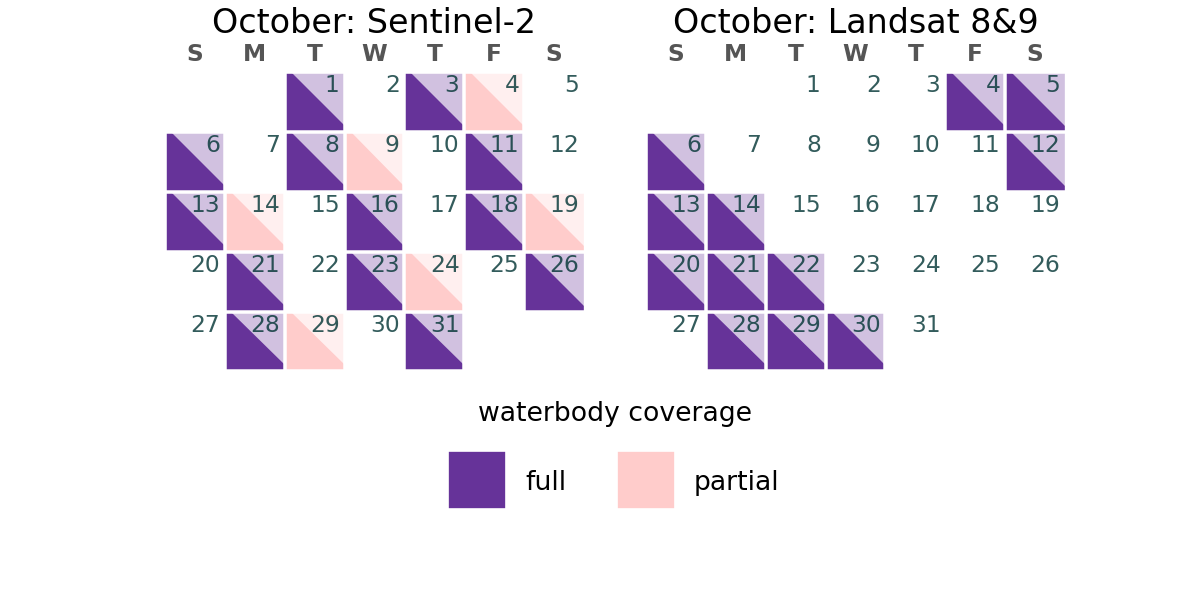 October: Sentinel-2
S M T W T F S
1 2 3 4 5
6 7 8 9 10 11 12
13 14 15 16 17 18 19
20 21 22 23 24 25 26
27 28 29 30 31
October: Landsat 8&9
S M T W T F S
1 2 3 4 5
6 7 8 9 10 11 12
13 14 15 16 17 18 19
20 21 22 23 24 25 26
27 28 29 30 31
waterbody coverage
full partial